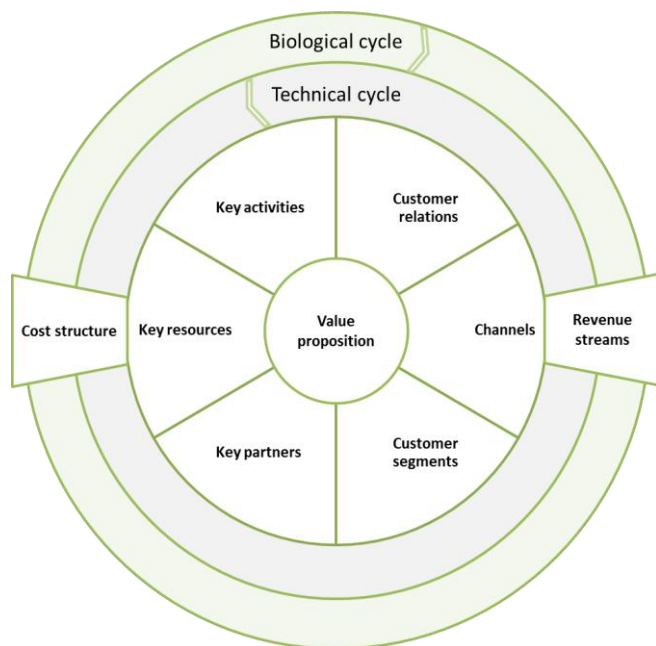 Biological cycle
Technical cycle
Key activities
Customer
relations
Cost structure
Key resources
Value
proposition
Channels
Revenue
streams
Key partners
Customer
segments